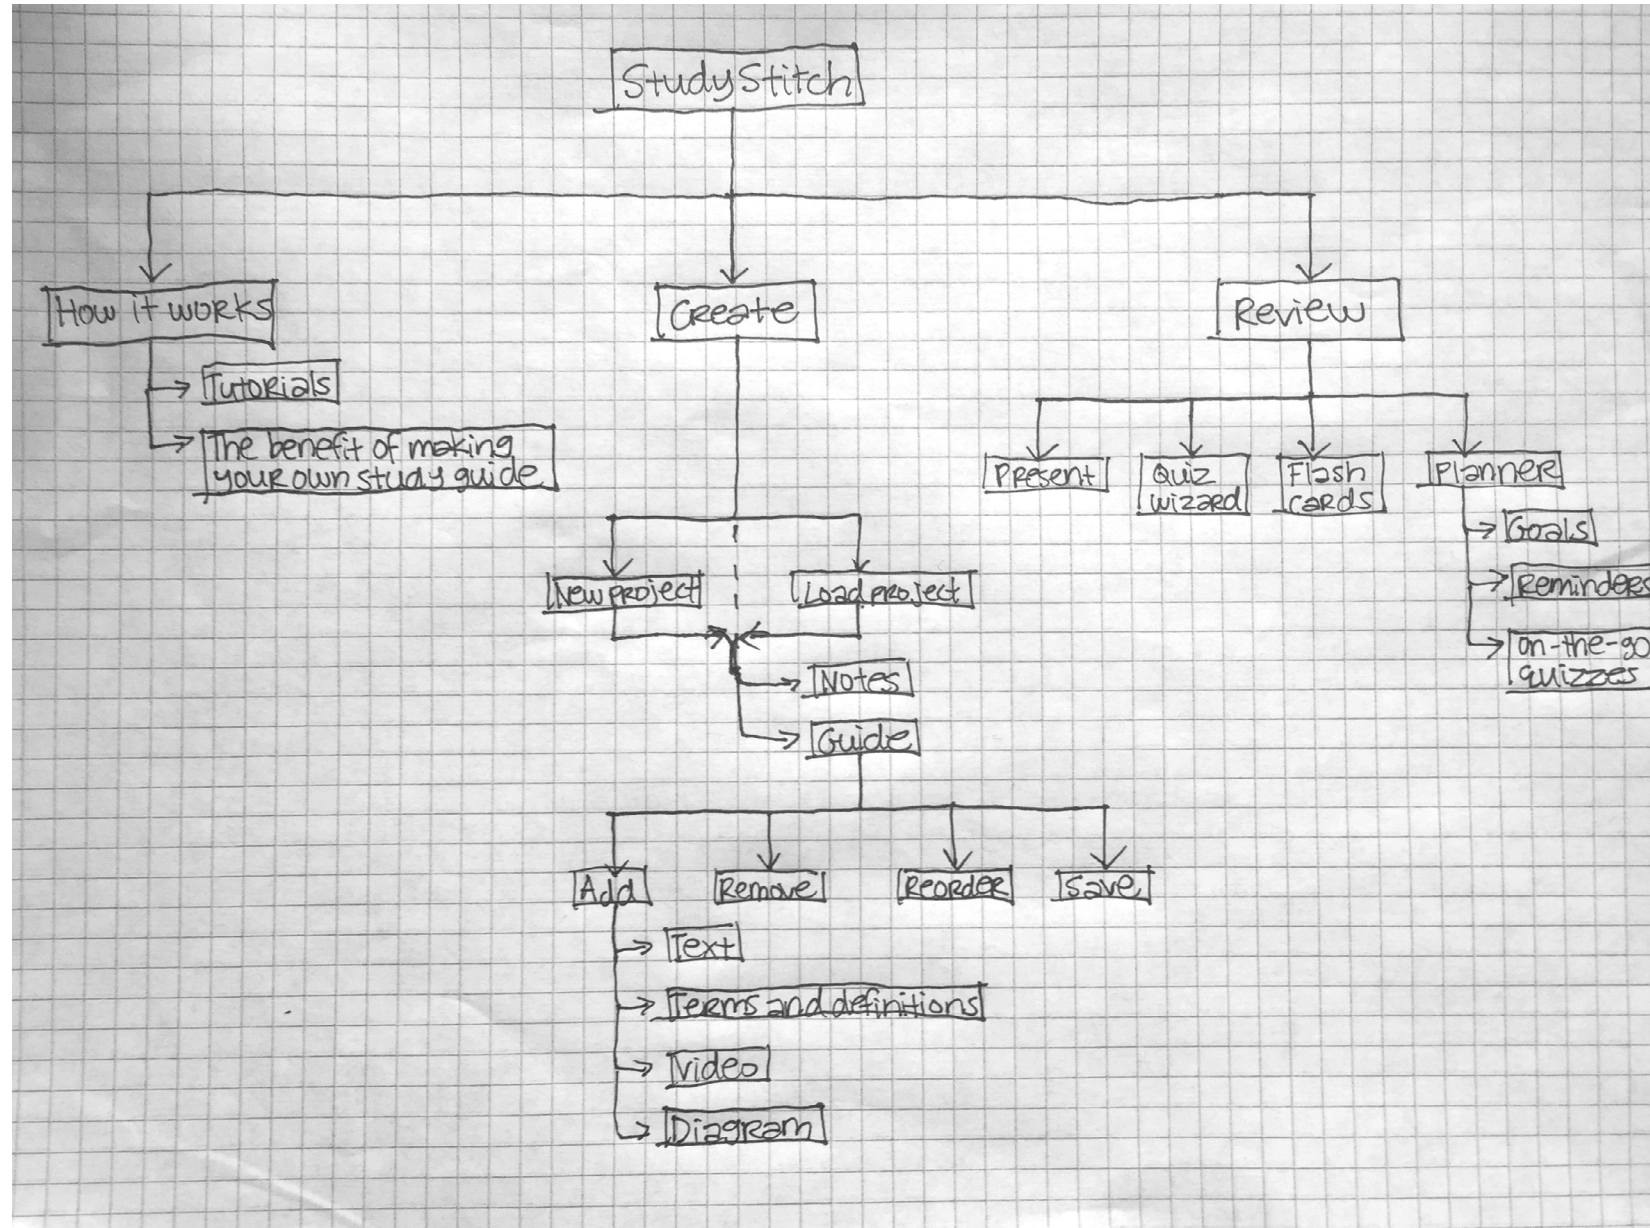 StudyStitch
How it works
Create
Review
Tutorials
The benefit of making
your own study guide
Present
Quiz
wizard
Flash
cards
Planner
Goals
Reminders
on-the-go
quizzes
New project
Load project
Notes
Guide
Add
Remove
Reorder
Save
Text
Terms and definitions
Video
Diagram